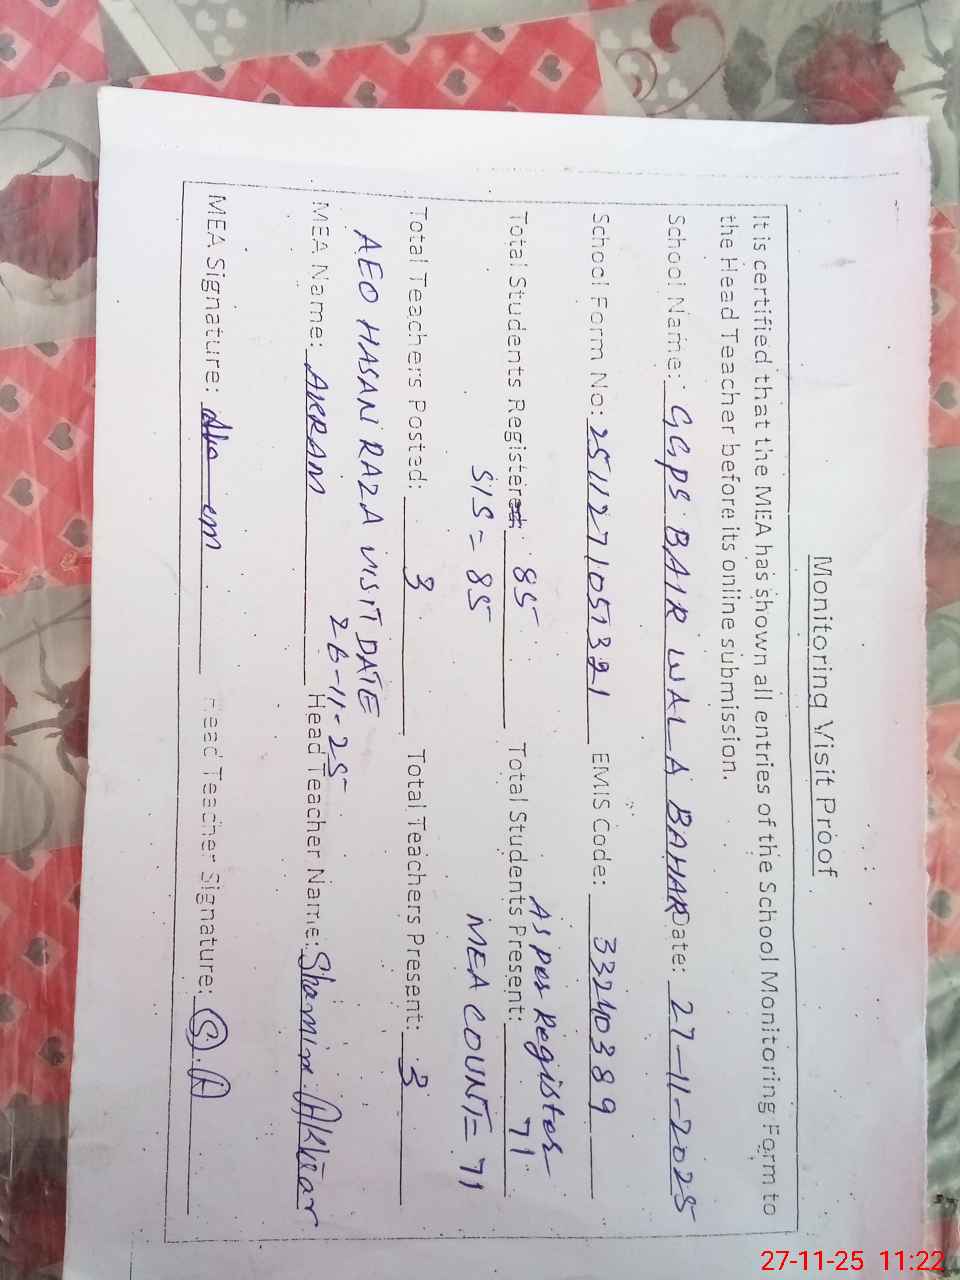 Monitoring Visit Proof
It is certified that the MEA has shown all entries of the School Monitoring Form to
the Head Teacher before its online submission.
School Name: GGPS BAIR WALA BAHAR Date: 27-11-2025
School Form No: 2511271051321 EMIS Code: 33240389
As per Register
Total Students Registered: 85 Total Students Present: 71
SIS = 85 MEA COUNT = 71
Total Teachers Posted: 3 Total Teachers Present: 3
AEO HASAN RAZA VISIT DATE
26-11-25
MEA Name: AKRAM Head Teacher Name: Shamim Akhtar
MEA Signature: Head Teacher Signature: S.A
27-11-25 11:22